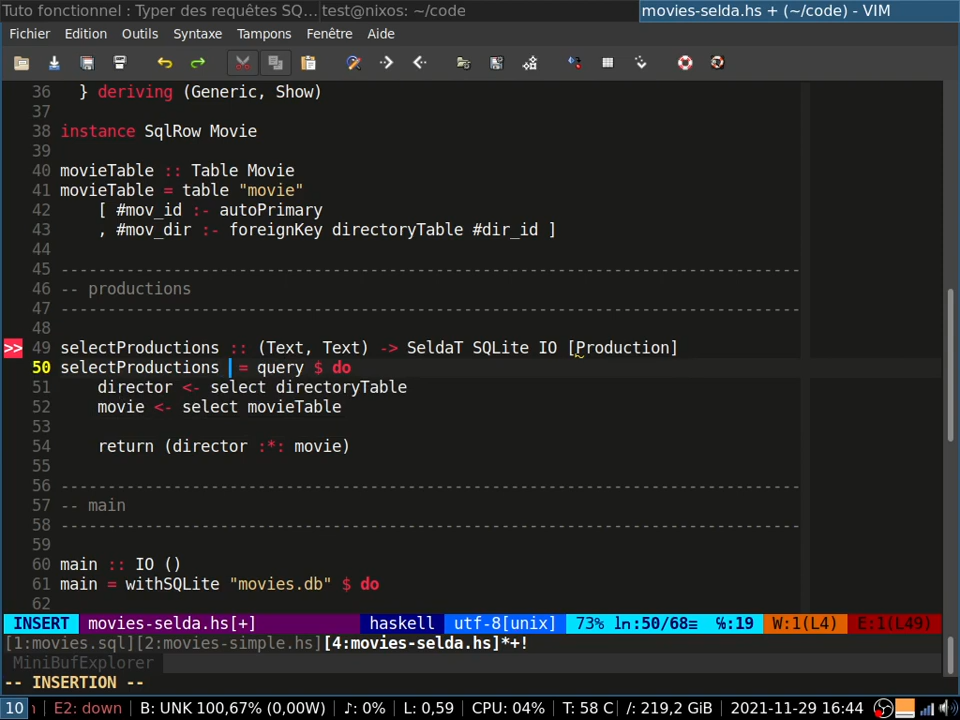 Tuto fonctionnel : Typer des requêtes SQ... test@nixos: ~/code movies-selda.hs + (~/code) - VIM
Fichier Edition Outils Syntaxe Tampons Fenêtre Aide
36 } deriving (Generic, Show)
37
38 instance SqlRow Movie
39
40 movieTable :: Table Movie
41 movieTable = table "movie"
42 [ #mov_id :- autoPrimary
43 , #mov_dir :- foreignKey directoryTable #dir_id ]
44
45 -------------------------------------------------------------------------------
46 -- productions
47 -------------------------------------------------------------------------------
48
>> 49 selectProductions :: (Text, Text) -> SeldaT SQLite IO [Production]
50 selectProductions = query $ do
51 director <- select directoryTable
52 movie <- select movieTable
53
54 return (director :*: movie)
55
56 -------------------------------------------------------------------------------
57 -- main
58 -------------------------------------------------------------------------------
59
60 main :: IO ()
61 main = withSQLite "movies.db" $ do
62
INSERT movies-selda.hs[+] haskell utf-8[unix] 73% ln:50/68≡ ℅:19 W:1(L4) E:1(L49)
[1:movies.sql][2:movies-simple.hs][4:movies-selda.hs]*+!
MiniBufExplorer
-- INSERTION --
10 E2: down B: UNK 100,67% (0,00W) ♪: 0% L: 0,59 CPU: 04% T: 58 C /: 219,2 GiB 2021-11-29 16:44